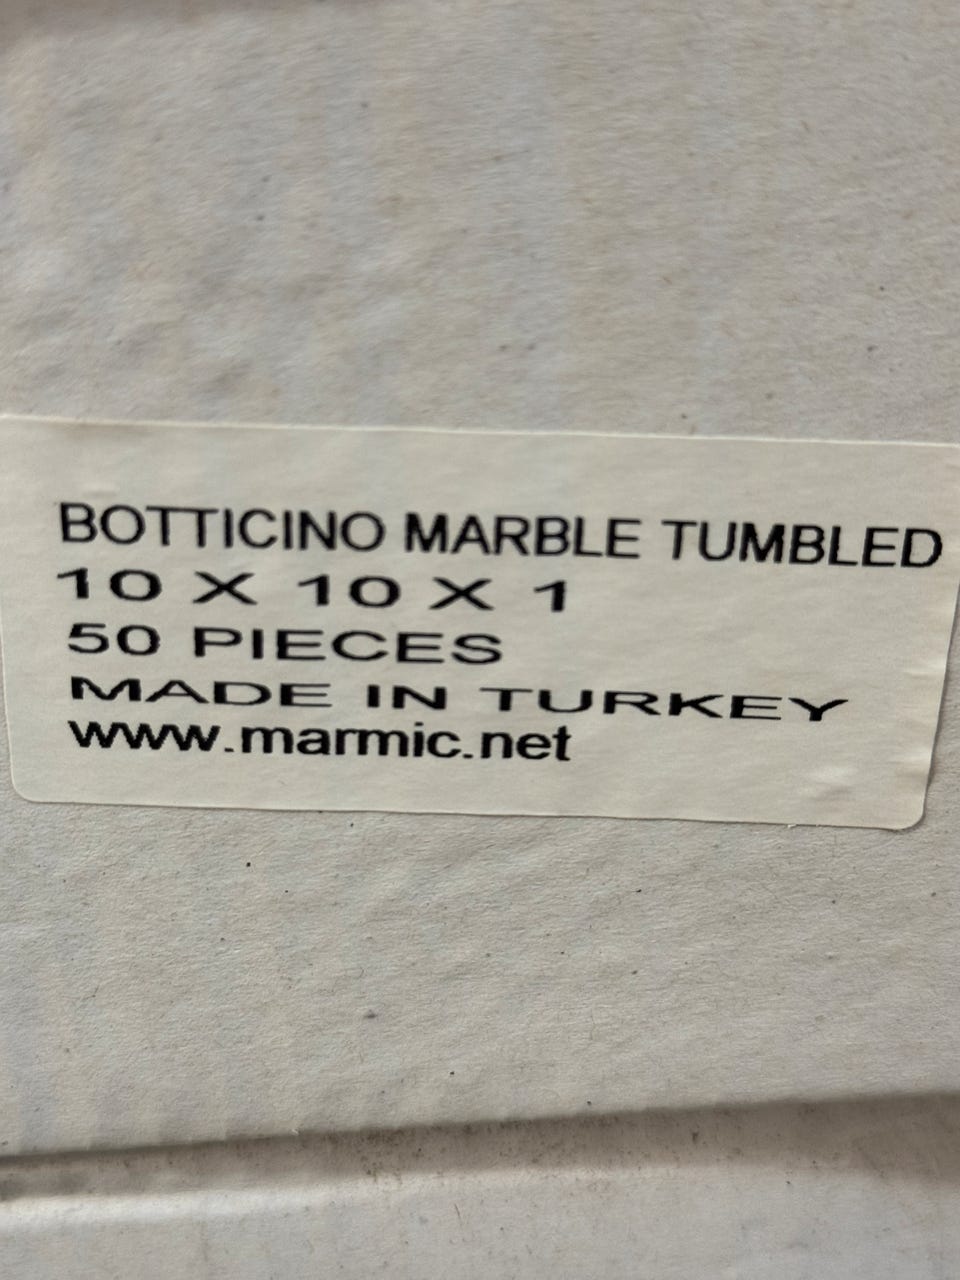 BOTTICINO MARBLE TUMBLED
10 X 10 X 1
50 PIECES
MADE IN TURKEY
www.marmic.net